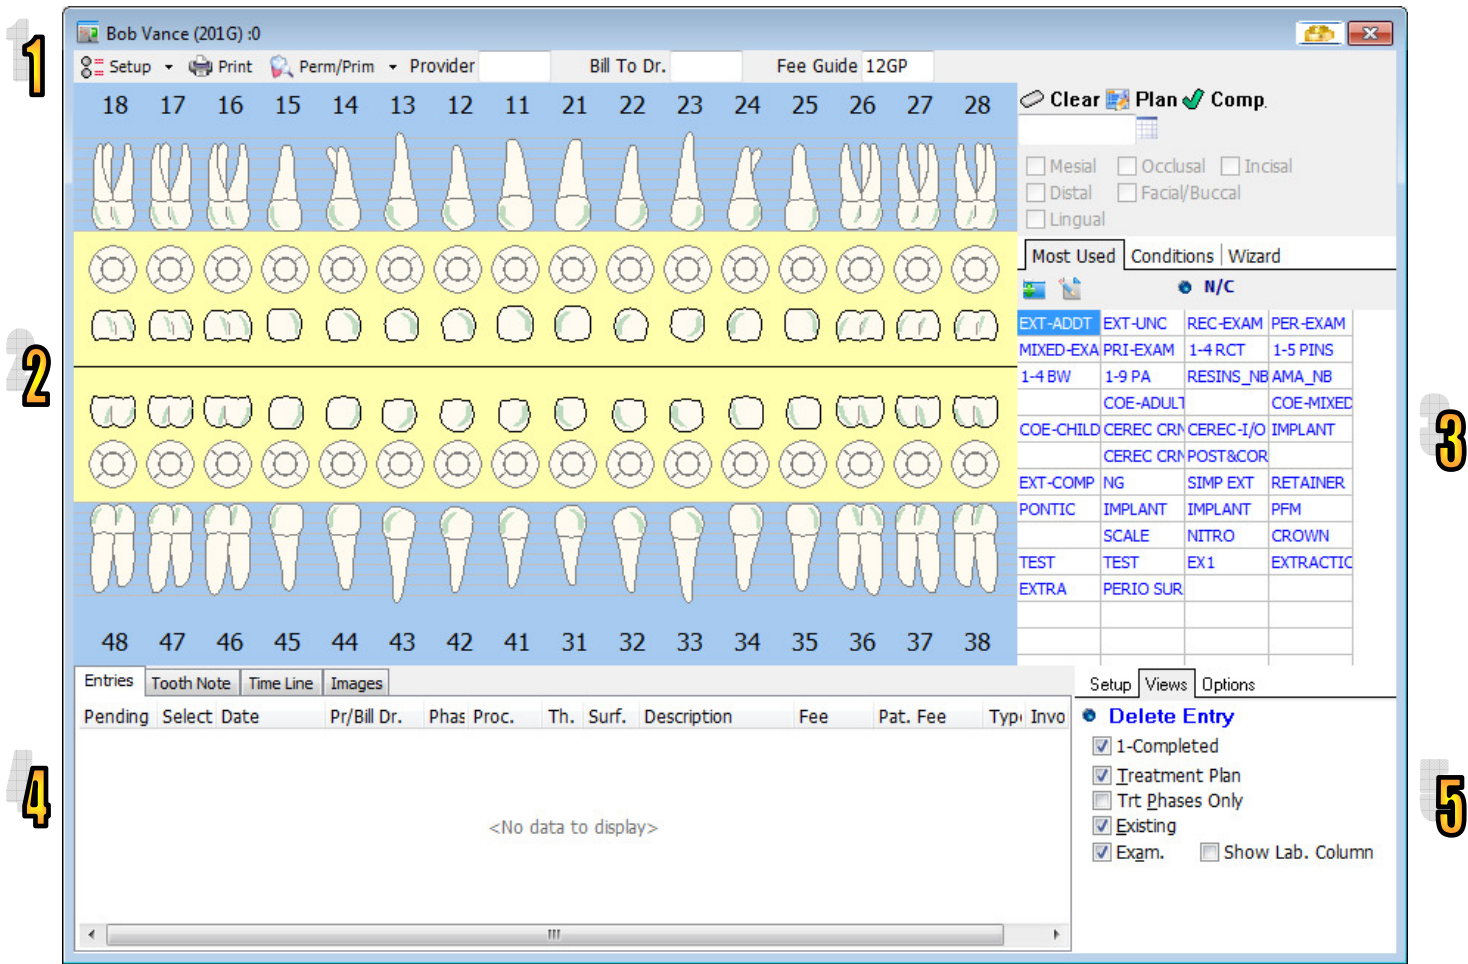 Bob Vance (201G) :0
1
Setup Print Perm/Prim Provider Bill To Dr. Fee Guide 12GP
18 17 16 15 14 13 12 11 21 22 23 24 25 26 27 28
Clear Plan Comp.
Mesial Occlusal Incisal
Distal Facial/Buccal
Lingual
Most Used Conditions Wizard
N/C
EXT-ADDT EXT-UNC REC-EXAM PER-EXAM
MIXED-EXA PRI-EXAM 1-4 RCT 1-5 PINS
1-4 BW 1-9 PA RESINS_NB AMA_NB
COE-ADULT COE-MIXED
COE-CHILD CEREC CRN CEREC-I/O IMPLANT
CEREC CRN POST&COR
EXT-COMP NG SIMP EXT RETAINER
PONTIC IMPLANT IMPLANT PFM
SCALE NITRO CROWN
TEST TEST EX1 EXTRACTIC
EXTRA PERIO SUR
2
3
48 47 46 45 44 43 42 41 31 32 33 34 35 36 37 38
Entries Tooth Note Time Line Images
Pending Select Date Pr/Bill Dr. Phas Proc. Th. Surf. Description Fee Pat. Fee Type Invo
<No data to display>
4
Setup Views Options
Delete Entry
1-Completed
Treatment Plan
Trt Phases Only
Existing
Exam. Show Lab. Column
5